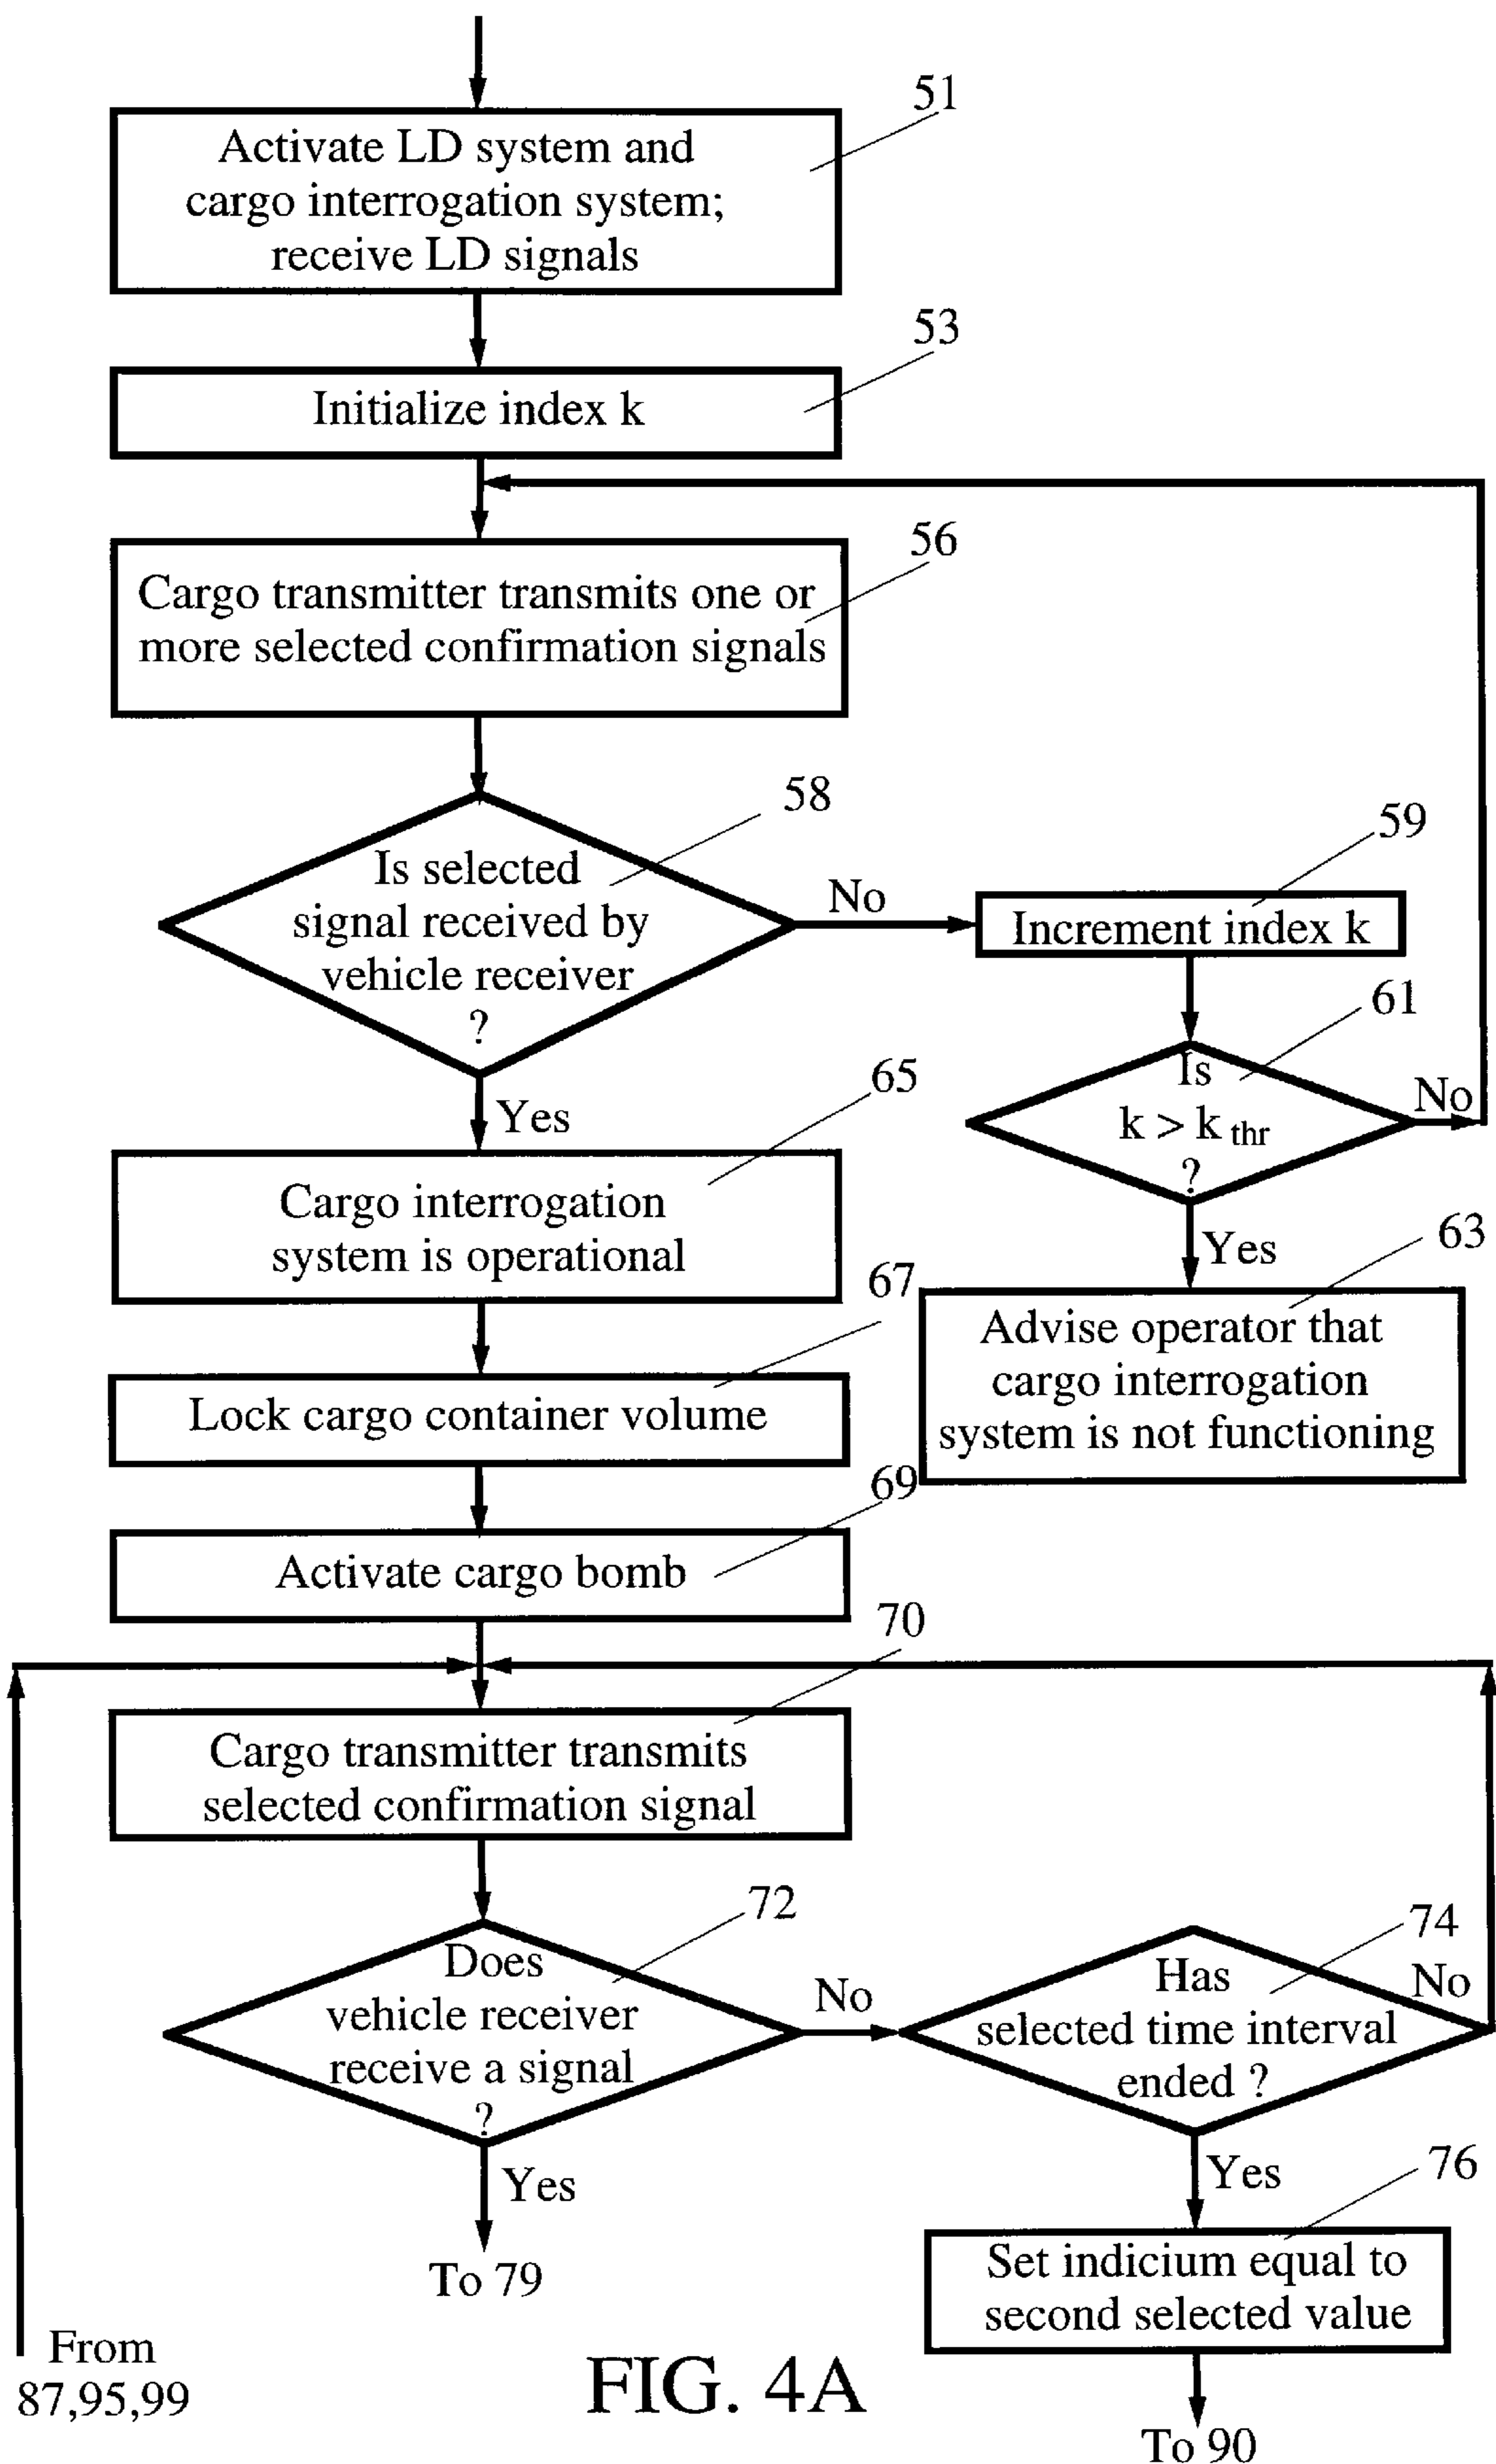 51
Activate LD system and
cargo interrogation system;
receive LD signals
53
Initialize index k
56
Cargo transmitter transmits one or
more selected confirmation signals
58
Is selected
signal received by
vehicle receiver
?
No
59
Increment index k
61
Is
k > k thr
?
No
Yes
63
Advise operator that
cargo interrogation
system is not functioning
Yes
65
Cargo interrogation
system is operational
67
Lock cargo container volume
69
Activate cargo bomb
70
Cargo transmitter transmits
selected confirmation signal
72
Does
vehicle receiver
receive a signal
?
No
74
Has
selected time interval
ended ?
No
Yes
To 79
Yes
76
Set indicium equal to
second selected value
To 90
From
87,95,99
FIG. 4A